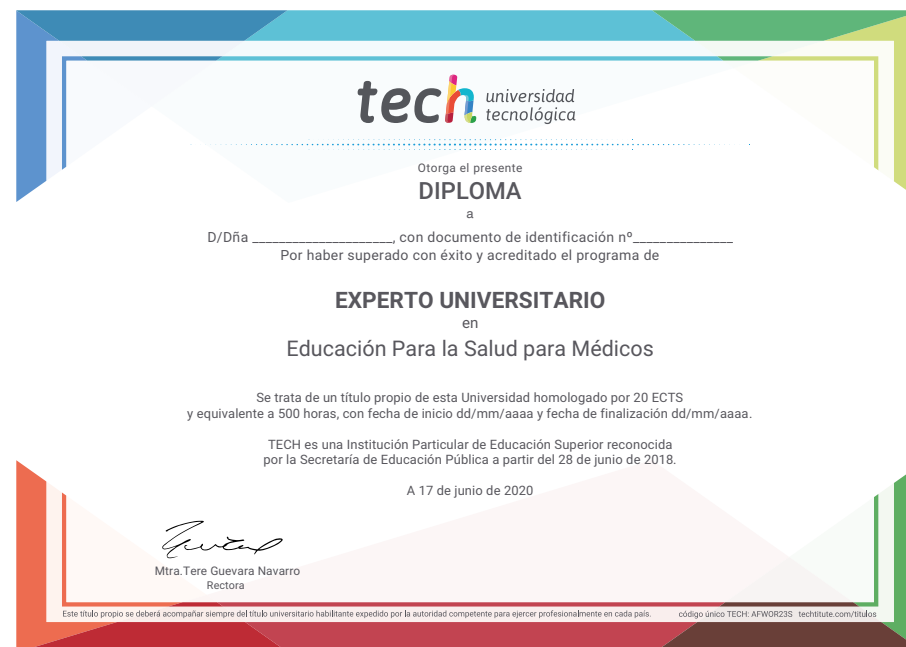 tech universidad
tecnológica
Otorga el presente
DIPLOMA
a
D/Dña ______________________, con documento de identificación nº_______________
Por haber superado con éxito y acreditado el programa de
EXPERTO UNIVERSITARIO
en
Educación Para la Salud para Médicos
Se trata de un título propio de esta Universidad homologado por 20 ECTS
y equivalente a 500 horas, con fecha de inicio dd/mm/aaaa y fecha de finalización dd/mm/aaaa.
TECH es una Institución Particular de Educación Superior reconocida
por la Secretaría de Educación Pública a partir del 28 de junio de 2018.
A 17 de junio de 2020
Mtra.Tere Guevara Navarro
Rectora
Este título propio se deberá acompañar siempre del título universitario habilitante expedido por la autoridad competente para ejercer profesionalmente en cada país. código único TECH: AFWOR23S techtitute.com/titulos